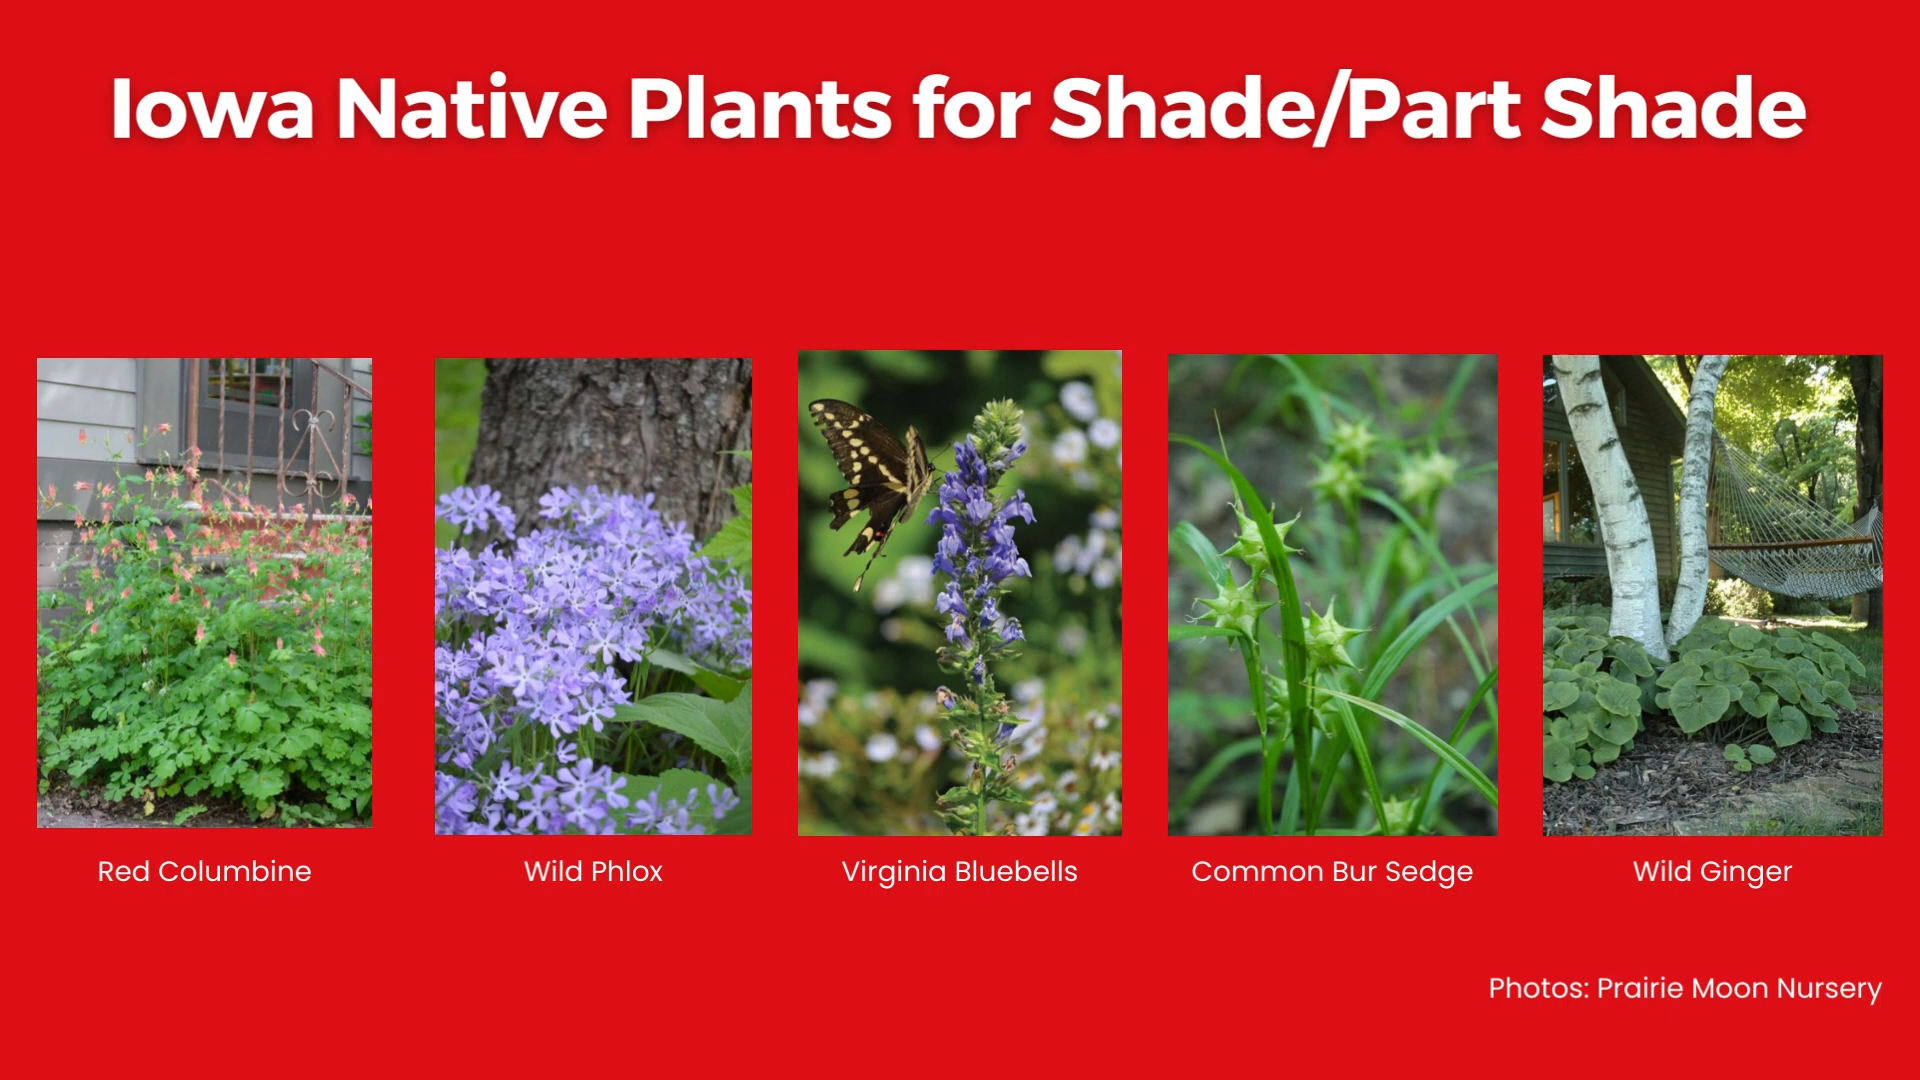 Iowa Native Plants for Shade/Part Shade
Red Columbine
Wild Phlox
Virginia Bluebells
Common Bur Sedge
Wild Ginger
Photos: Prairie Moon Nursery